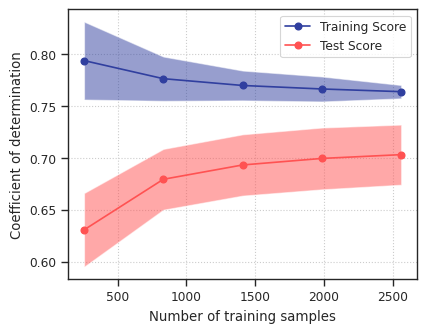 Training Score
Test Score
0.80
0.75
0.70
0.65
0.60
Coefficient of determination
500
1000
1500
2000
2500
Number of training samples